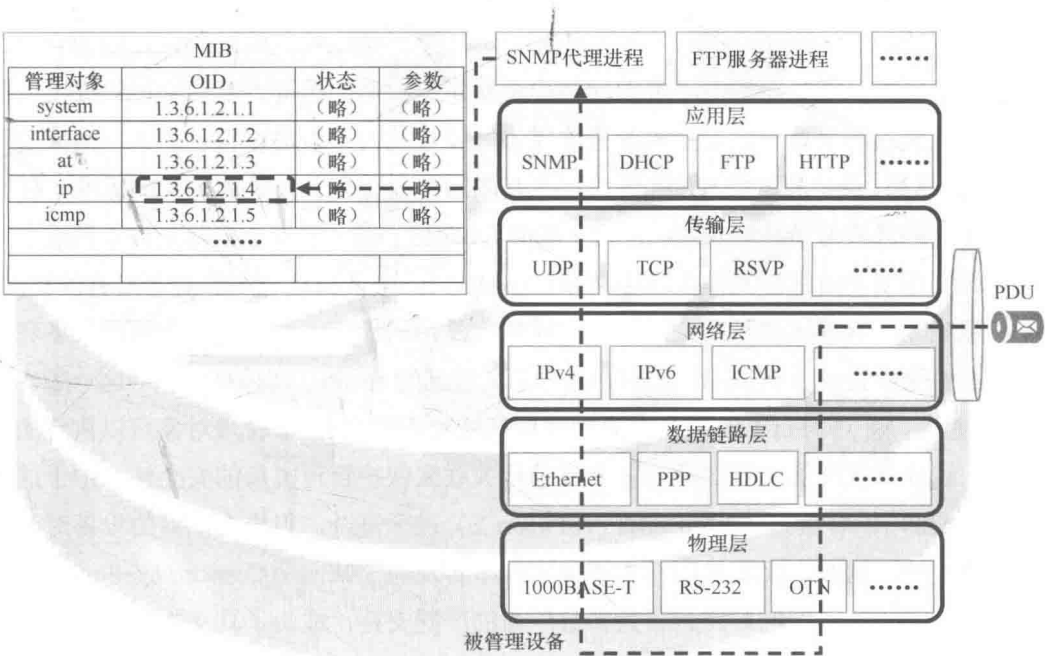 MIB
管理对象 OID 状态 参数
system 1.3.6.1.2.1.1 （略） （略）
interface 1.3.6.1.2.1.2 （略） （略）
at 1.3.6.1.2.1.3 （略） （略）
ip 1.3.6.1.2.1.4 （略） （略）
icmp 1.3.6.1.2.1.5 （略） （略）
……
SNMP代理进程 FTP服务器进程 ……
应用层
SNMP DHCP FTP HTTP ……
传输层
UDP TCP RSVP ……
PDU
网络层
IPv4 IPv6 ICMP ……
数据链路层
Ethernet PPP HDLC ……
物理层
1000BASE-T RS-232 OTN ……
被管理设备